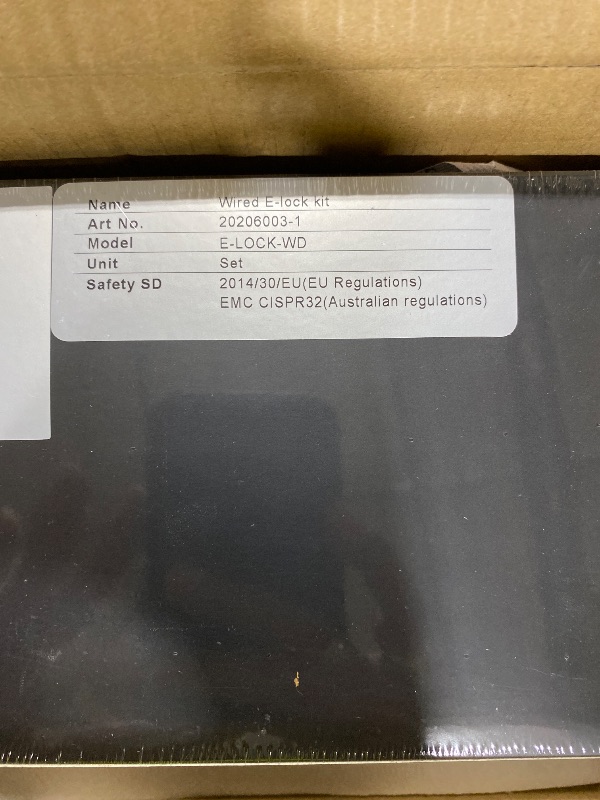 Name Wired E-lock kit
Art No. 20206003-1
Model E-LOCK-WD
Unit Set
Safety SD 2014/30/EU(EU Regulations)
EMC CISPR32(Australian regulations)